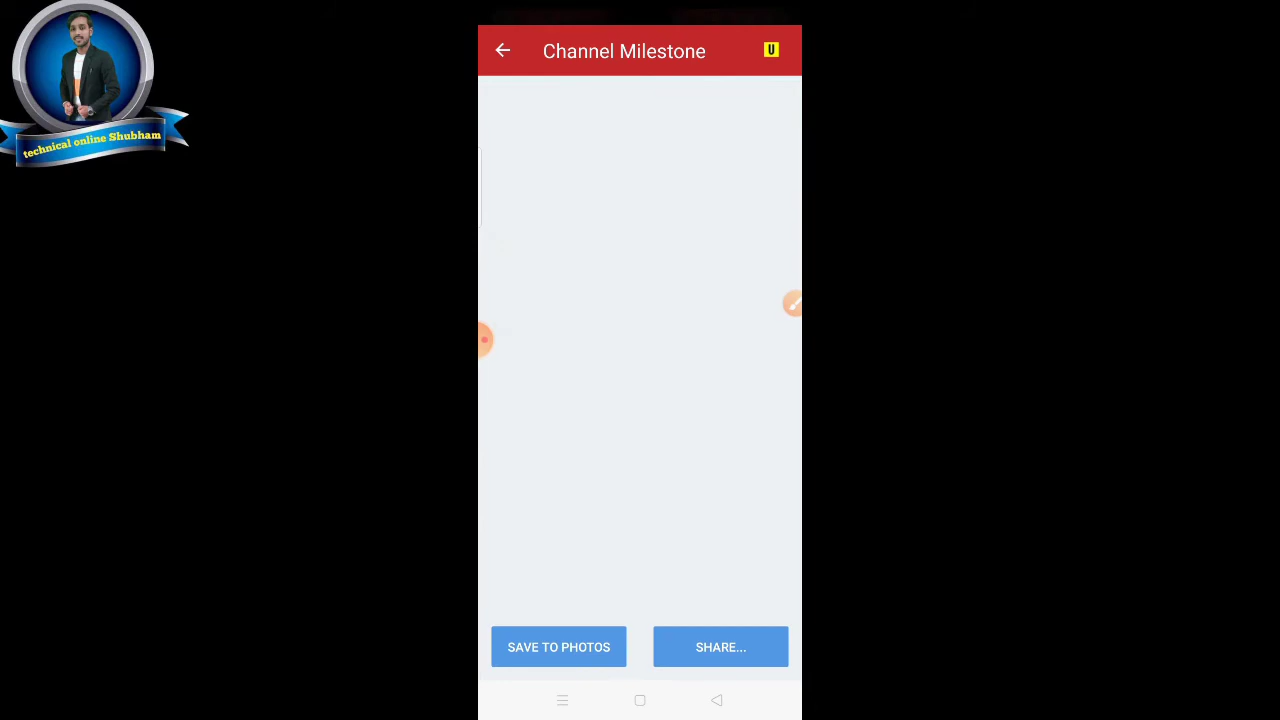 technical online Shubham
Channel Milestone
U
SAVE TO PHOTOS
SHARE...